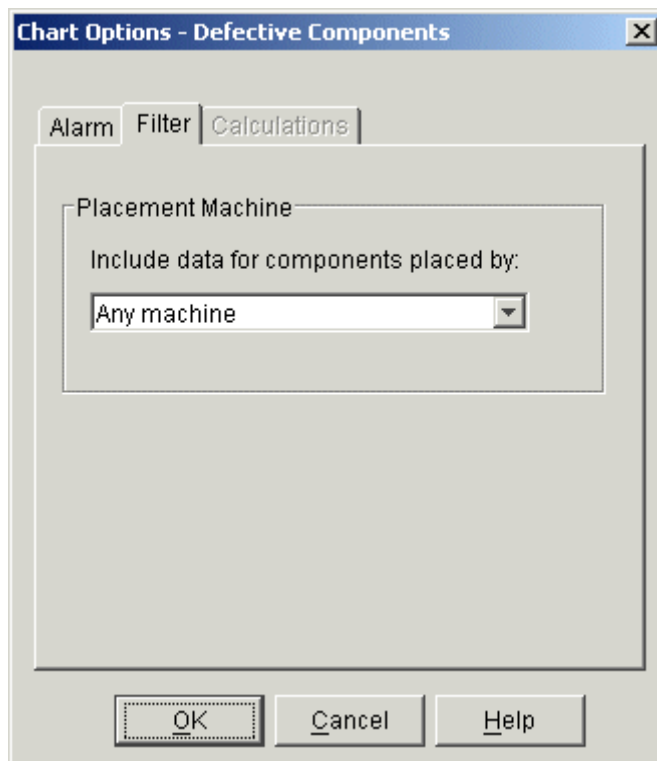 Chart Options - Defective Components
Alarm Filter Calculations
Placement Machine
Include data for components placed by:
Any machine
OK Cancel Help